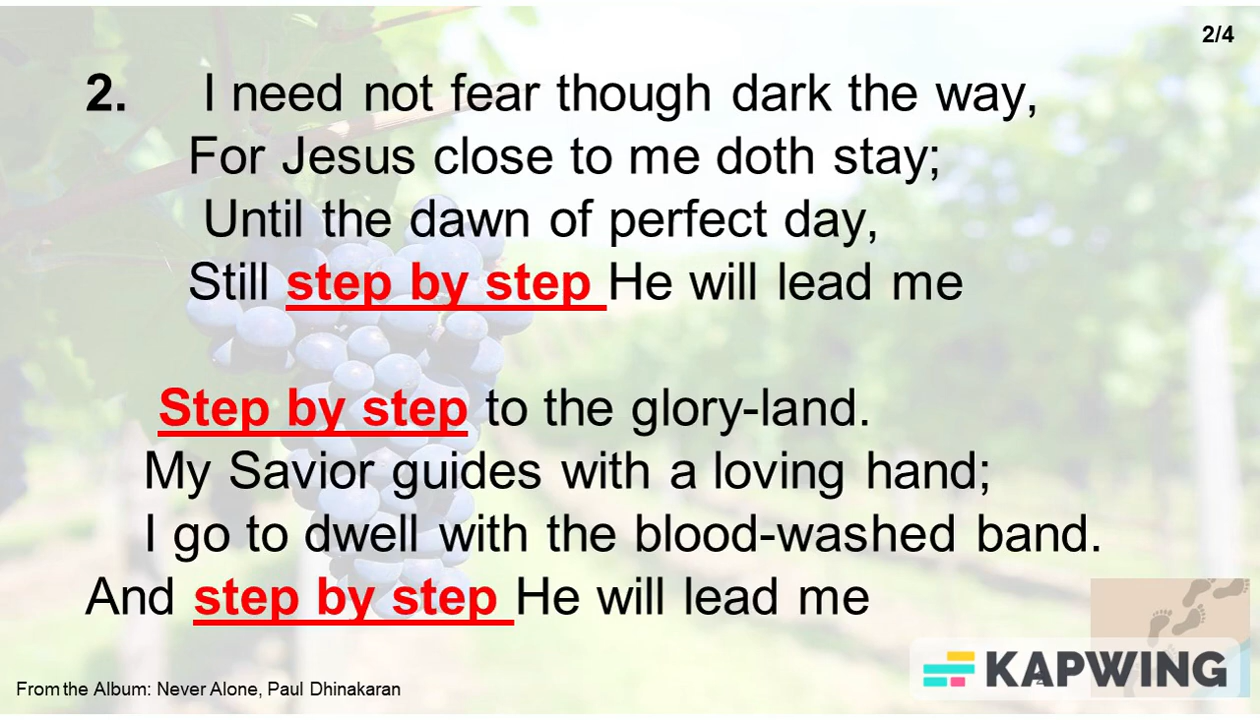 2/4
2. I need not fear though dark the way,
For Jesus close to me doth stay;
Until the dawn of perfect day,
Still step by step He will lead me
Step by step to the glory-land.
My Savior guides with a loving hand;
I go to dwell with the blood-washed band.
And step by step He will lead me
From the Album: Never Alone, Paul Dhinakaran
KAPWING